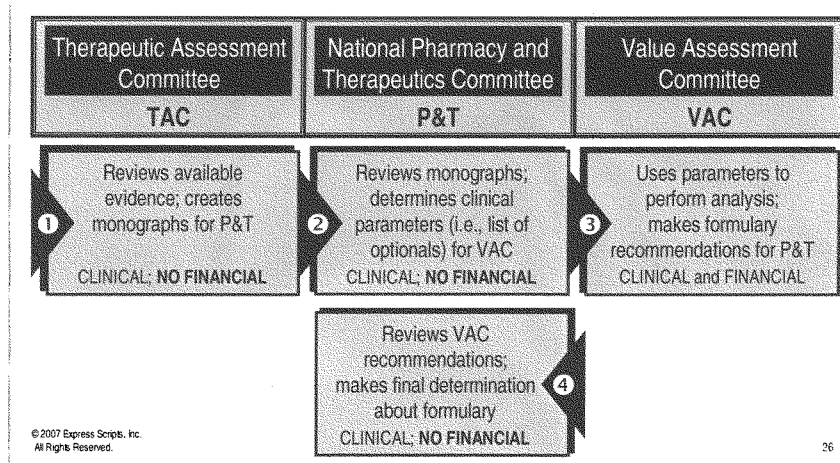 Therapeutic Assessment
Committee
TAC
National Pharmacy and
Therapeutics Committee
P&T
Value Assessment
Committee
VAC
1
Reviews available
evidence; creates
monographs for P&T
CLINICAL; NO FINANCIAL
2
Reviews monographs;
determines clinical
parameters (i.e., list of
optionals) for VAC
CLINICAL; NO FINANCIAL
3
Uses parameters to
perform analysis;
makes formulary
recommendations for P&T
CLINICAL and FINANCIAL
Reviews VAC
recommendations;
makes final determination
about formulary
CLINICAL; NO FINANCIAL
4
© 2007 Express Scripts, Inc.
All Rights Reserved.
26